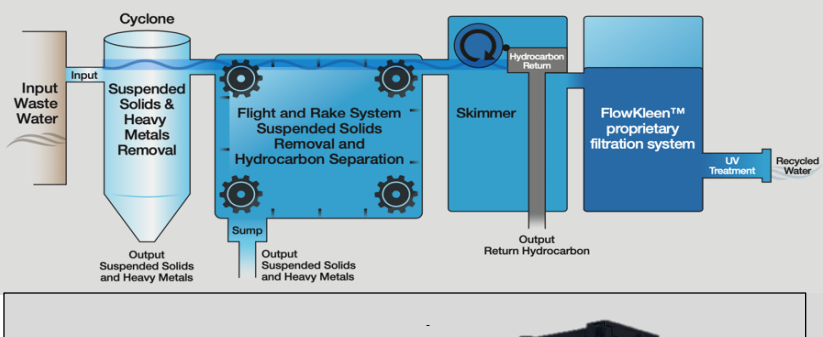 Cyclone
Input
Waste
Water
Input
Suspended
Solids &
Heavy
Metals
Removal
Output
Suspended Solids
and Heavy Metals
Flight and Rake System
Suspended Solids
Removal and
Hydrocarbon Separation
Sump
Output
Suspended Solids
and Heavy Metals
Skimmer
Hydrocarbon
Return
Output
Return Hydrocarbon
FlowKleen™
proprietary
filtration system
UV
Treatment
Recycled
Water
-